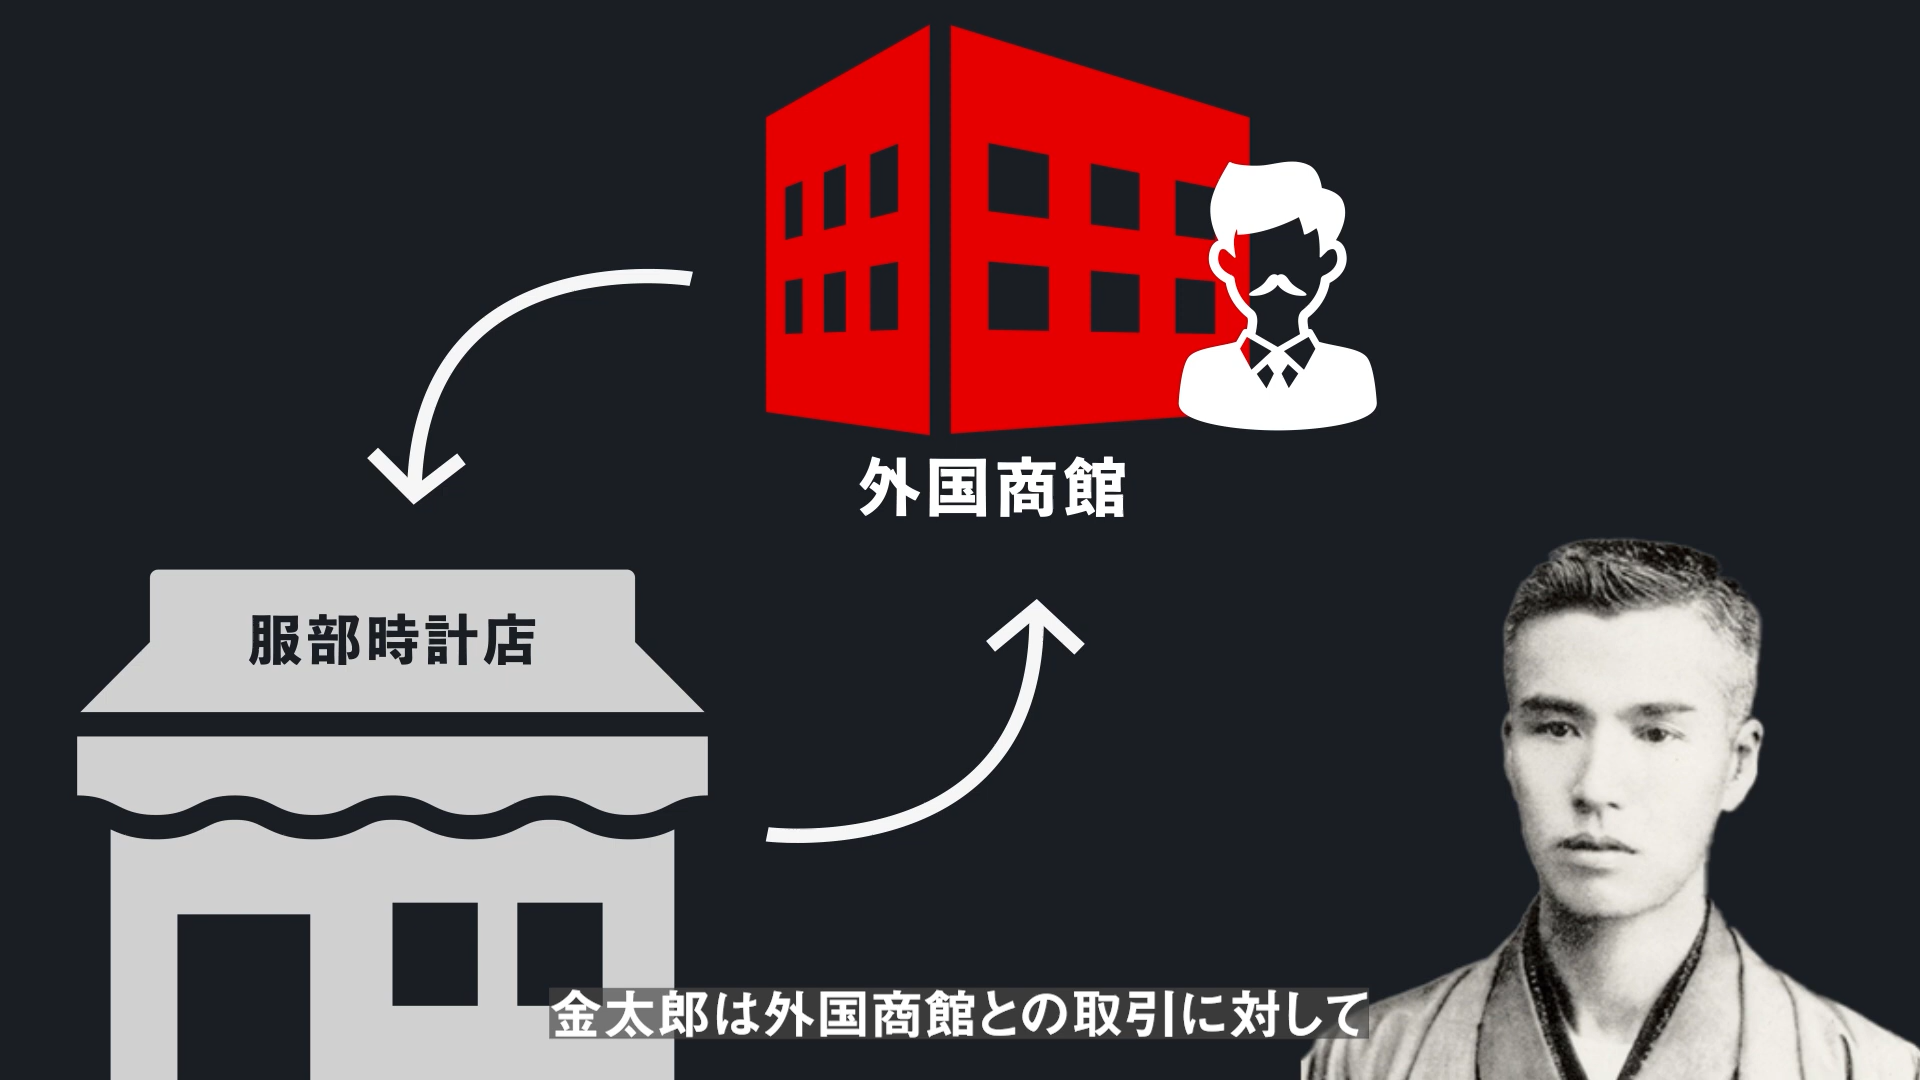 外国商館
服部時計店
金太郎は外国商館との取引に対して